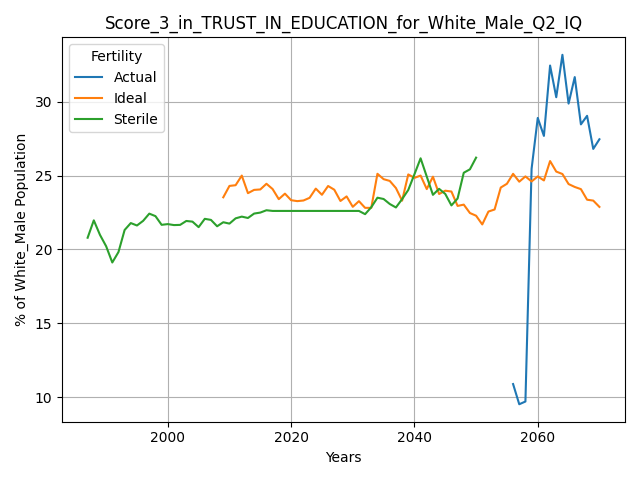 Score_3_in_TRUST_IN_EDUCATION_for_White_Male_Q2_IQ
Fertility
Actual
Ideal
Sterile
% of White_Male Population
30
25
20
15
10
2000 2020 2040 2060
Years